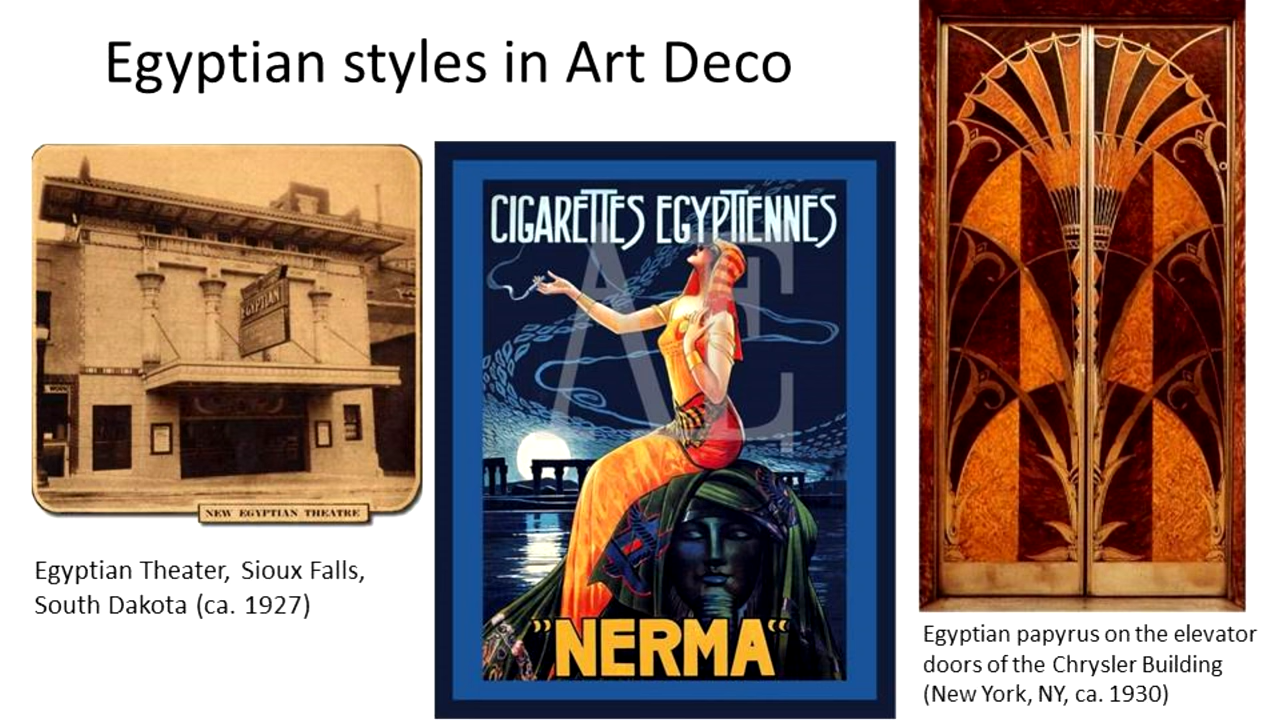 Egyptian styles in Art Deco
EGYPTIAN
NEW EGYPTIAN THEATRE
Egyptian Theater, Sioux Falls,
South Dakota (ca. 1927)
CIGARETTES EGYPTIENNES
AE
"NERMA"
Egyptian papyrus on the elevator
doors of the Chrysler Building
(New York, NY, ca. 1930)